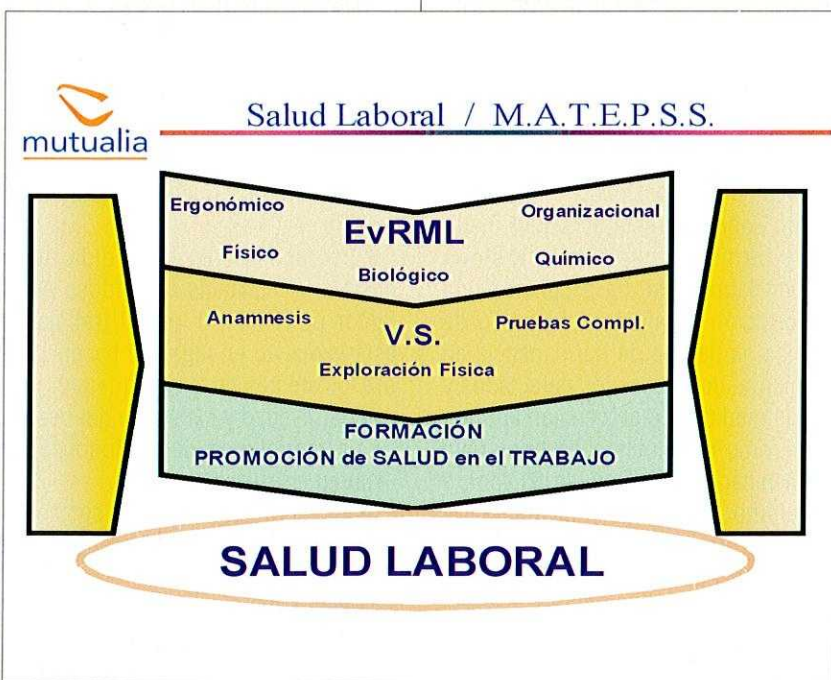 mutualia
Salud Laboral / M.A.T.E.P.S.S.
Ergonómico
Organizacional
EvRML
Físico
Químico
Biológico
Anamnesis
Pruebas Compl.
V.S.
Exploración Física
FORMACIÓN
PROMOCIÓN de SALUD en el TRABAJO
SALUD LABORAL